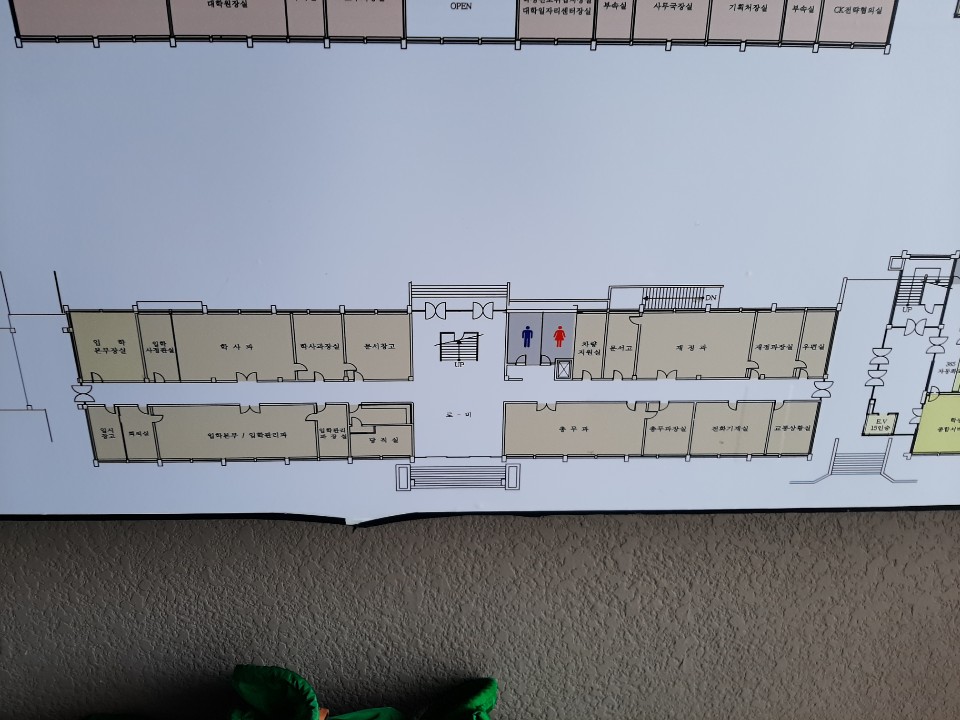 대학원장실
OPEN
대학일자리센터장실
부속실
사무국장실
기획처장실
부속실
CK전략협의실
DN
UP
입 학
본부장실
입학
사정관실
학 사 과
학사과장실
문서창고
UP
차량
지원실
문서고
재 정 과
재정과장실
우편실
로 - 비
입시
창고
회의실
입학본부 / 입학관리과
입학관리
과 장 실
당 직 실
총 무 과
총무과장실
전화기계실
교통상황실
E.V
15인승
365